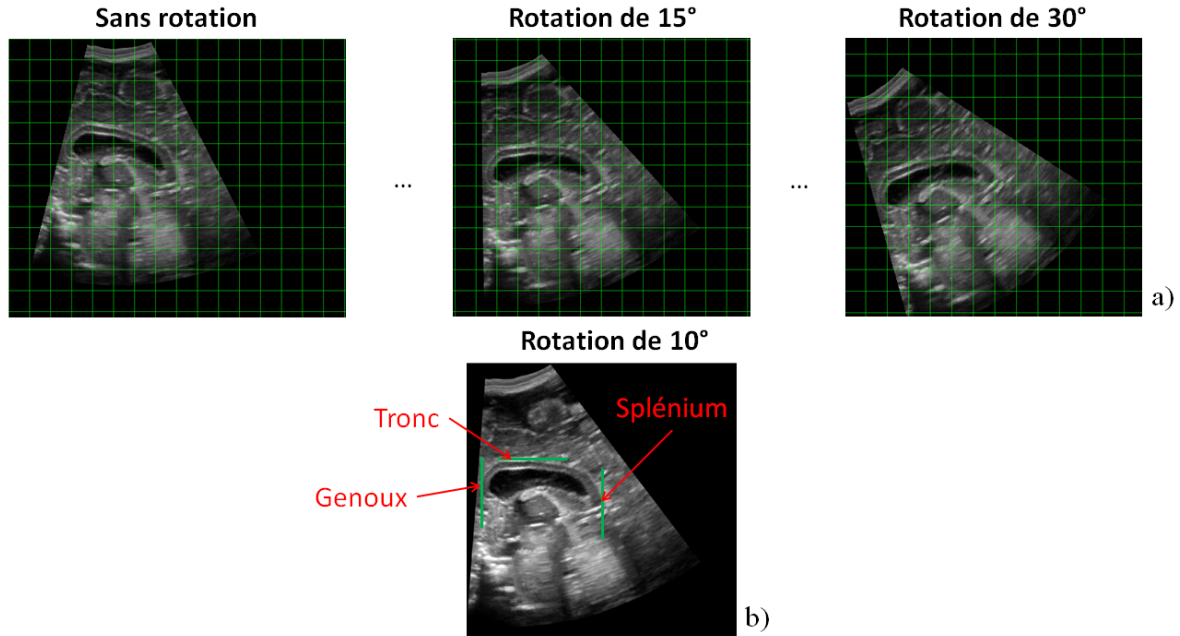 Sans rotation
Rotation de 15°
Rotation de 30°
...
...
a)
Rotation de 10°
Tronc
Splénium
Genoux
b)